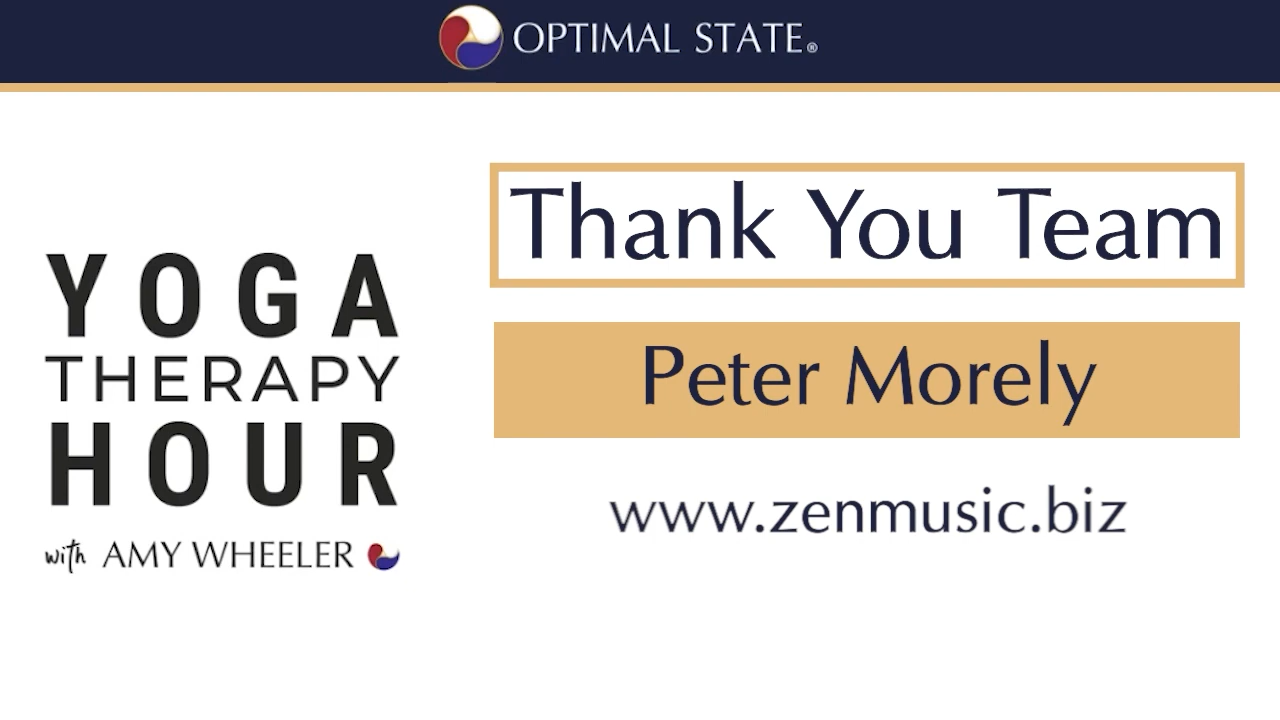 OPTIMAL STATE®
YOGA
THERAPY
HOUR
with AMY WHEELER
Thank You Team
Peter Morely
www.zenmusic.biz